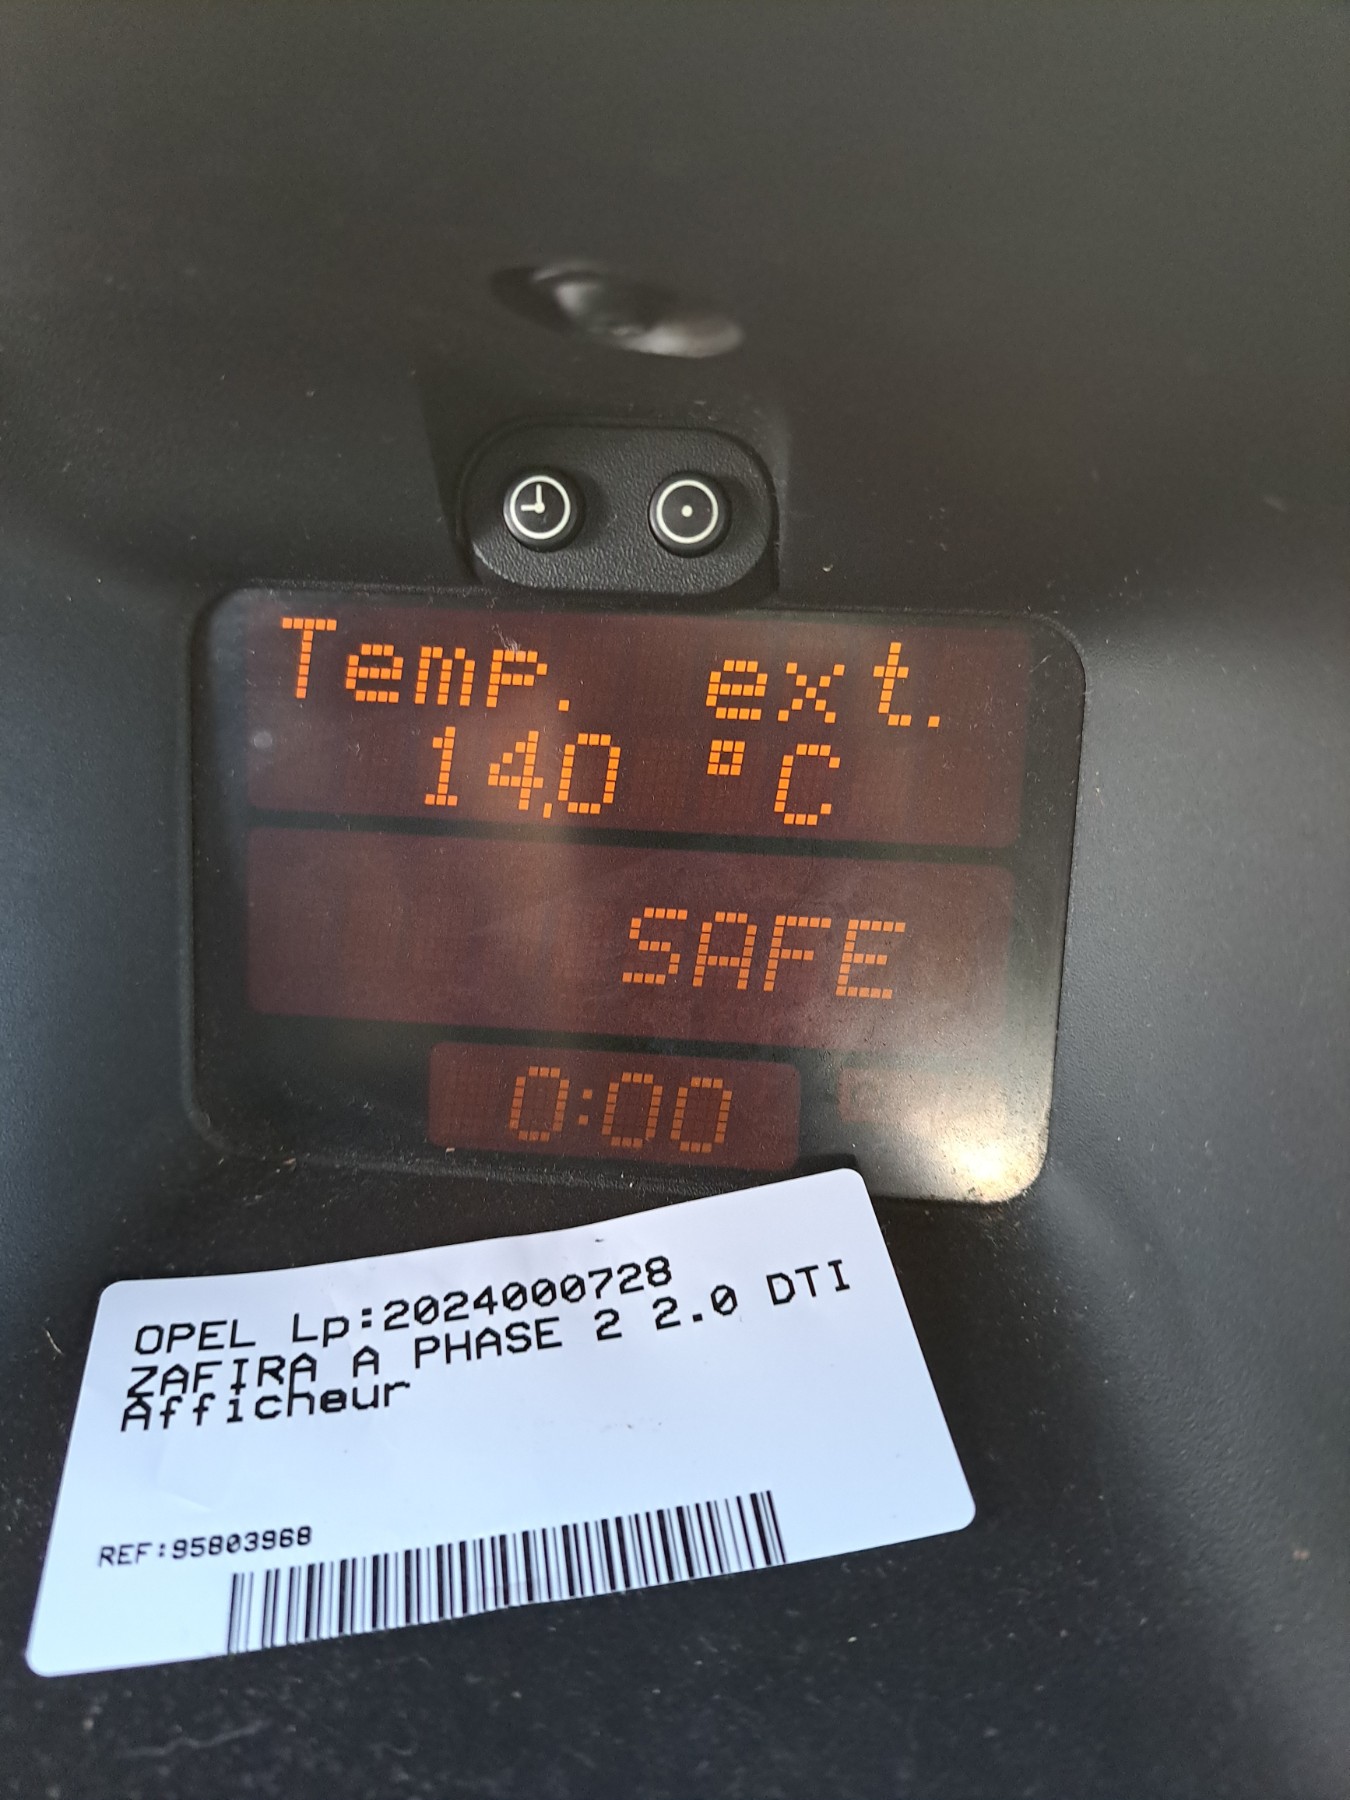 Temp. ext.
14,0 °C
SAFE
0:00
OPEL Lp:2024000728
ZAFIRA A PHASE 2 2.0 DTI
Afficheur
REF:95803968